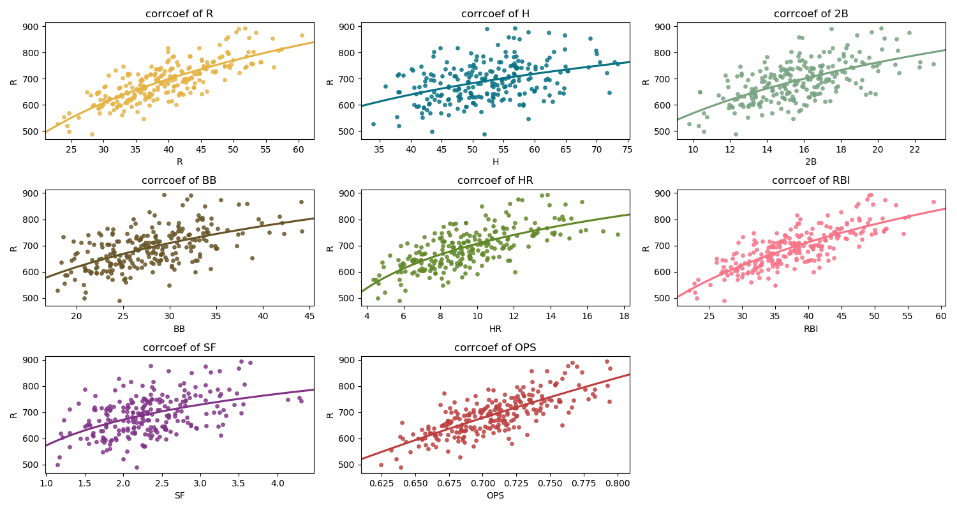 corrcoef of R
corrcoef of H
corrcoef of 2B
900
800
700
600
500
R
25 30 35 40 45 50 55 60
R
900
800
700
600
500
R
35 40 45 50 55 60 65 70 75
H
900
800
700
600
500
R
10 12 14 16 18 20 22
2B
corrcoef of BB
corrcoef of HR
corrcoef of RBI
900
800
700
600
500
R
20 25 30 35 40 45
BB
900
800
700
600
500
R
4 6 8 10 12 14 16 18
HR
900
800
700
600
500
R
25 30 35 40 45 50 55 60
RBI
corrcoef of SF
corrcoef of OPS
900
800
700
600
500
R
1.0 1.5 2.0 2.5 3.0 3.5 4.0
SF
900
800
700
600
500
R
0.625 0.650 0.675 0.700 0.725 0.750 0.775 0.800
OPS